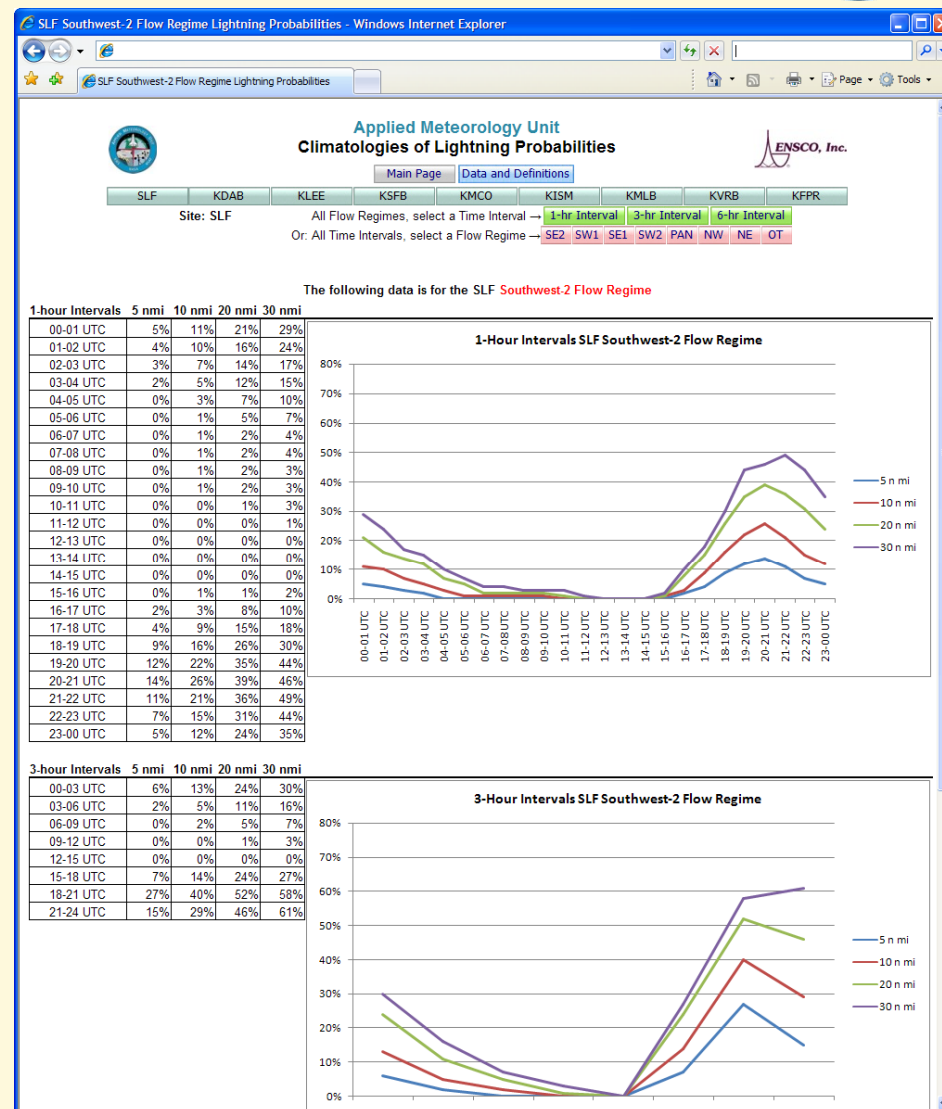 SLF Southwest-2 Flow Regime Lightning Probabilities - Windows Internet Explorer
SLF Southwest-2 Flow Regime Lightning Probabilities
Page Tools
Applied Meteorology Unit
Climatologies of Lightning Probabilities
ENSCO, Inc.
Main Page Data and Definitions
SLF KDAB KLEE KSFB KMCO KISM KMLB KVRB KFPR
Site: SLF All Flow Regimes, select a Time Interval → 1-hr Interval 3-hr Interval 6-hr Interval
Or: All Time Intervals, select a Flow Regime → SE2 SW1 SE1 SW2 PAN NW NE OT
The following data is for the SLF Southwest-2 Flow Regime
1-hour Intervals 5 nmi 10 nmi 20 nmi 30 nmi
00-01 UTC 5% 11% 21% 29%
01-02 UTC 4% 10% 16% 24%
02-03 UTC 3% 7% 14% 17%
03-04 UTC 2% 5% 12% 15%
04-05 UTC 0% 3% 7% 10%
05-06 UTC 0% 1% 5% 7%
06-07 UTC 0% 1% 2% 4%
07-08 UTC 0% 1% 2% 4%
08-09 UTC 0% 1% 2% 3%
09-10 UTC 0% 1% 2% 3%
10-11 UTC 0% 0% 1% 3%
11-12 UTC 0% 0% 0% 1%
12-13 UTC 0% 0% 0% 0%
13-14 UTC 0% 0% 0% 0%
14-15 UTC 0% 0% 0% 0%
15-16 UTC 0% 1% 1% 2%
16-17 UTC 2% 3% 8% 10%
17-18 UTC 4% 9% 15% 18%
18-19 UTC 9% 16% 26% 30%
19-20 UTC 12% 22% 35% 44%
20-21 UTC 14% 26% 39% 46%
21-22 UTC 11% 21% 36% 49%
22-23 UTC 7% 15% 31% 44%
23-00 UTC 5% 12% 24% 35%
1-Hour Intervals SLF Southwest-2 Flow Regime
80%
70%
60%
50%
40%
30%
20%
10%
0%
00-01 UTC
01-02 UTC
02-03 UTC
03-04 UTC
04-05 UTC
05-06 UTC
06-07 UTC
07-08 UTC
08-09 UTC
09-10 UTC
10-11 UTC
11-12 UTC
12-13 UTC
13-14 UTC
14-15 UTC
15-16 UTC
16-17 UTC
17-18 UTC
18-19 UTC
19-20 UTC
20-21 UTC
21-22 UTC
22-23 UTC
23-00 UTC
5 n mi
10 n mi
20 n mi
30 n mi
3-hour Intervals 5 nmi 10 nmi 20 nmi 30 nmi
00-03 UTC 6% 13% 24% 30%
03-06 UTC 2% 5% 11% 16%
06-09 UTC 0% 2% 5% 7%
09-12 UTC 0% 0% 1% 3%
12-15 UTC 0% 0% 0% 0%
15-18 UTC 7% 14% 24% 27%
18-21 UTC 27% 40% 52% 58%
21-24 UTC 15% 29% 46% 61%
3-Hour Intervals SLF Southwest-2 Flow Regime
80%
70%
60%
50%
40%
30%
20%
10%
0%
5 n mi
10 n mi
20 n mi
30 n mi